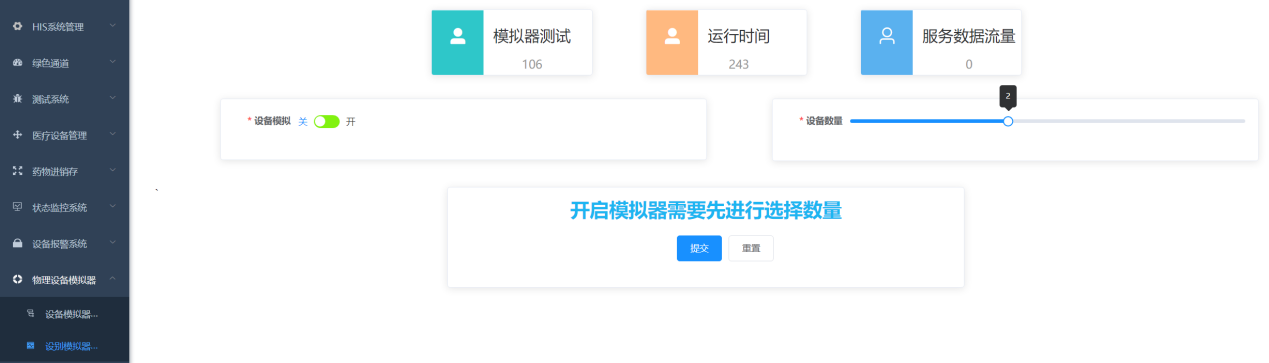 HIS系统管理
绿色通道
测试系统
医疗设备管理
药物进销存
状态监控系统
设备报警系统
物理设备模拟器
设备模拟器...
设别模拟器...
模拟器测试
106
运行时间
243
服务数据流量
0
* 设备模拟 关 开
2
* 设备数量
`
开启模拟器需要先进行选择数量
提交 重置